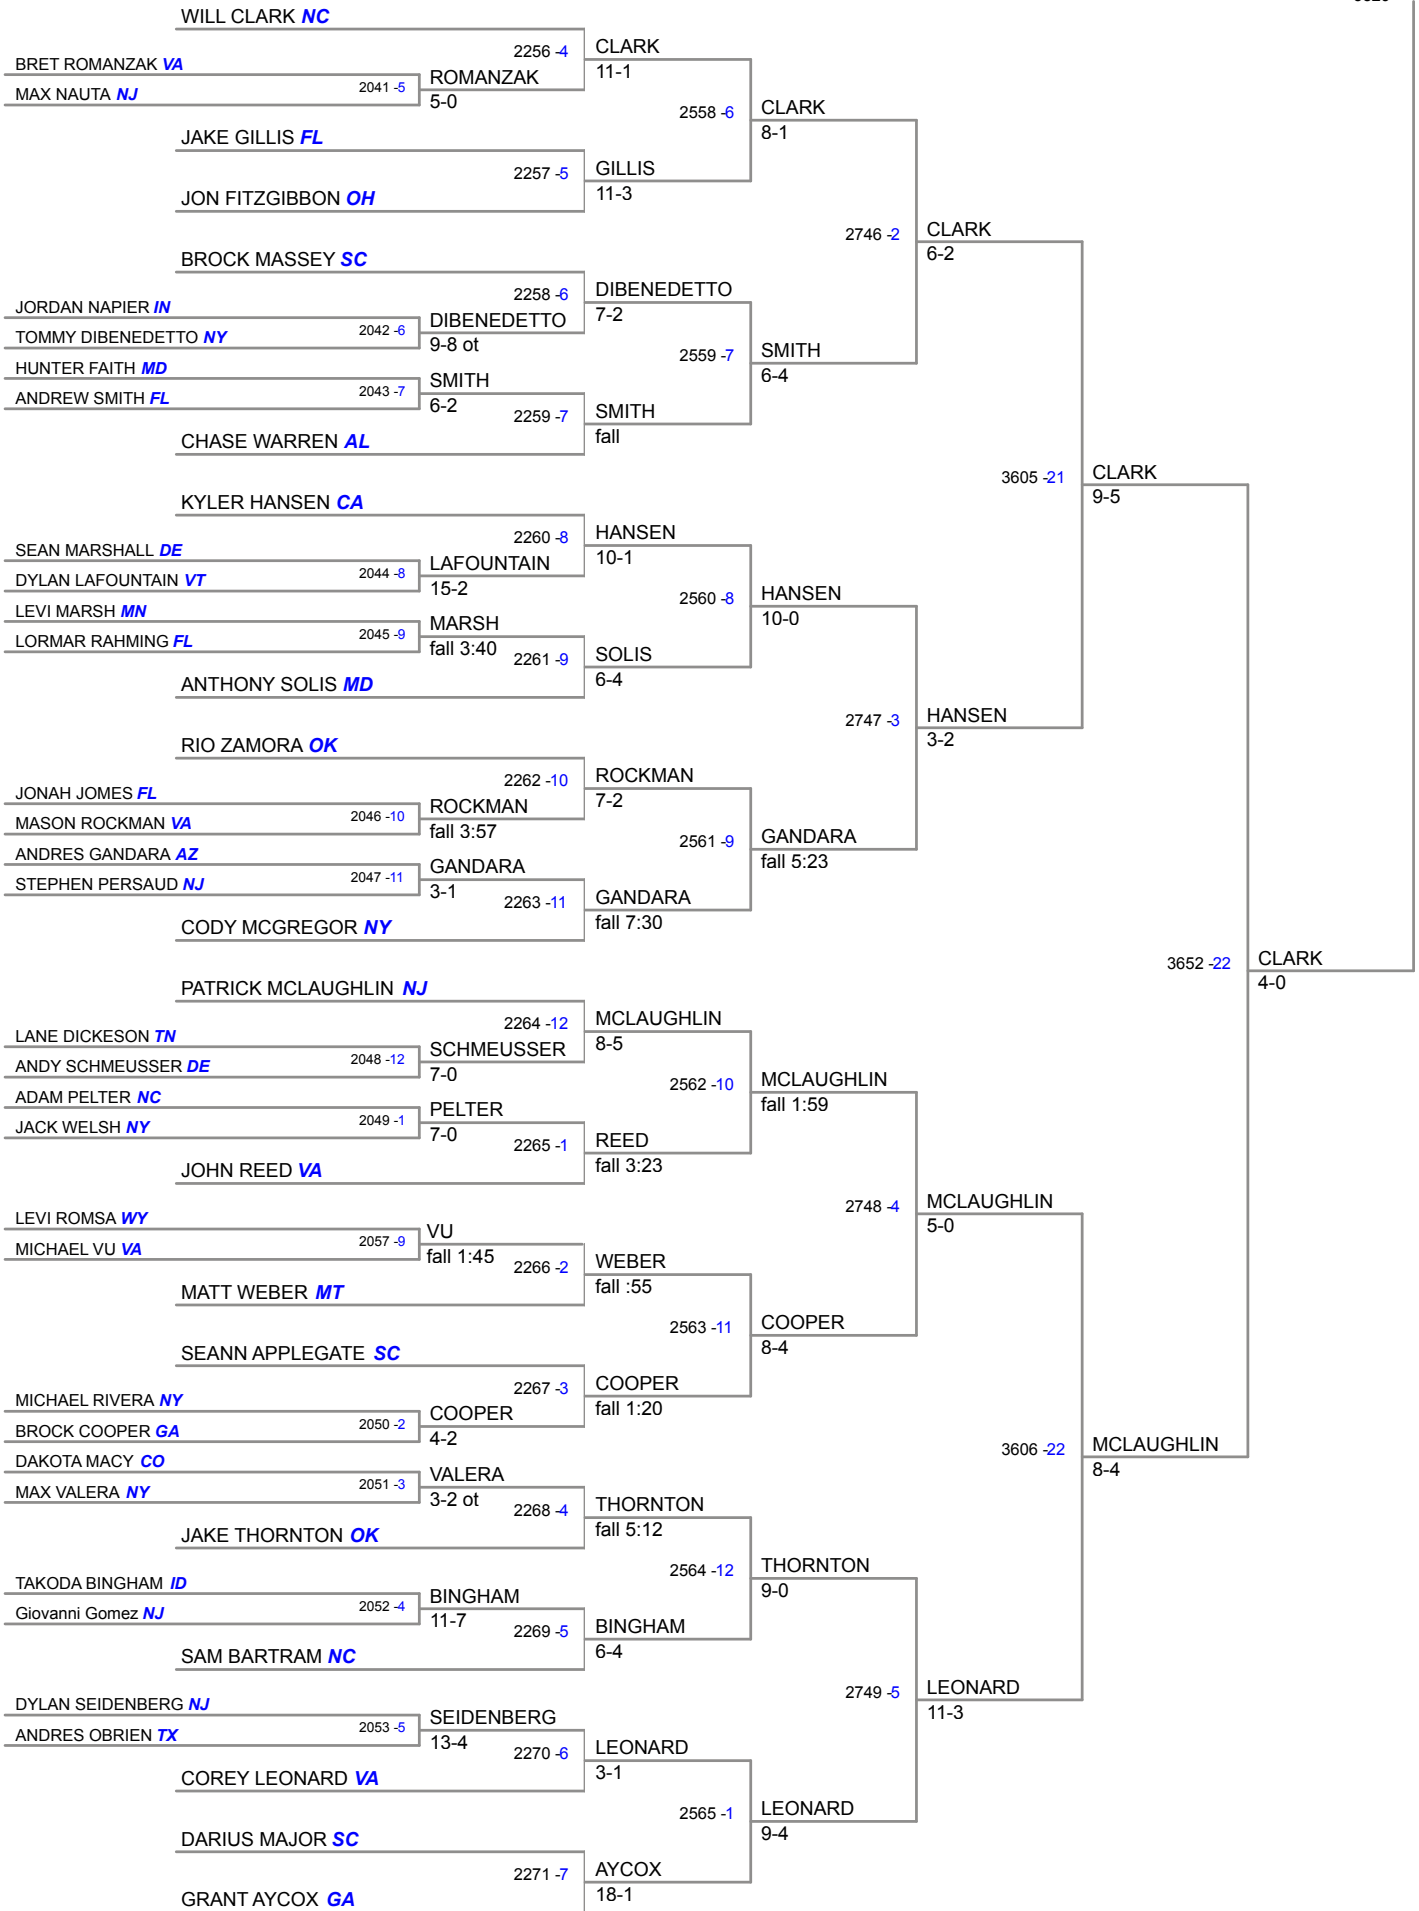 WILL CLARK NC
2256 -4
CLARK
11-1
BRET ROMANZAK VA
MAX NAUTA NJ
2041 -5
ROMANZAK
5-0
2558 -6
CLARK
8-1
JAKE GILLIS FL
JON FITZGIBBON OH
2257 -5
GILLIS
11-3
2746 -2
CLARK
6-2
BROCK MASSEY SC
2258 -6
DIBENEDETTO
7-2
JORDAN NAPIER IN
TOMMY DIBENEDETTO NY
2042 -6
DIBENEDETTO
9-8 ot
HUNTER FAITH MD
ANDREW SMITH FL
2043 -7
SMITH
6-2
2559 -7
SMITH
6-4
2259 -7
SMITH
fall
CHASE WARREN AL
3605 -21
CLARK
9-5
KYLER HANSEN CA
2260 -8
HANSEN
10-1
SEAN MARSHALL DE
DYLAN LAFOUNTAIN VT
2044 -8
LAFOUNTAIN
15-2
LEVI MARSH MN
LORMAR RAHMING FL
2045 -9
MARSH
fall 3:40
2560 -8
HANSEN
10-0
2261 -9
SOLIS
6-4
ANTHONY SOLIS MD
2747 -3
HANSEN
3-2
RIO ZAMORA OK
2262 -10
ROCKMAN
7-2
JONAH JOMES FL
MASON ROCKMAN VA
2046 -10
ROCKMAN
fall 3:57
ANDRES GANDARA AZ
STEPHEN PERSAUD NJ
2047 -11
GANDARA
3-1
2561 -9
GANDARA
fall 5:23
2263 -11
GANDARA
fall 7:30
CODY MCGREGOR NY
3652 -22
CLARK
4-0
PATRICK MCLAUGHLIN NJ
2264 -12
MCLAUGHLIN
8-5
LANE DICKESON TN
ANDY SCHMEUSSER DE
2048 -12
SCHMEUSSER
7-0
ADAM PELTER NC
JACK WELSH NY
2049 -1
PELTER
7-0
2562 -10
MCLAUGHLIN
fall 1:59
2265 -1
REED
fall 3:23
JOHN REED VA
2748 -4
MCLAUGHLIN
5-0
LEVI ROMSA WY
MICHAEL VU VA
2057 -9
VU
fall 1:45
2266 -2
WEBER
fall :55
MATT WEBER MT
2563 -11
COOPER
8-4
SEANN APPLEGATE SC
2267 -3
COOPER
fall 1:20
MICHAEL RIVERA NY
BROCK COOPER GA
2050 -2
COOPER
4-2
3606 -22
MCLAUGHLIN
8-4
DAKOTA MACY CO
MAX VALERA NY
2051 -3
VALERA
3-2 ot
2268 -4
THORNTON
fall 5:12
JAKE THORNTON OK
2564 -12
THORNTON
9-0
TAKODA BINGHAM ID
Giovanni Gomez NJ
2052 -4
BINGHAM
11-7
2269 -5
BINGHAM
6-4
SAM BARTRAM NC
2749 -5
LEONARD
11-3
DYLAN SEIDENBERG NJ
ANDRES OBRIEN TX
2053 -5
SEIDENBERG
13-4
2270 -6
LEONARD
3-1
COREY LEONARD VA
2565 -1
LEONARD
9-4
DARIUS MAJOR SC
2271 -7
AYCOX
18-1
GRANT AYCOX GA